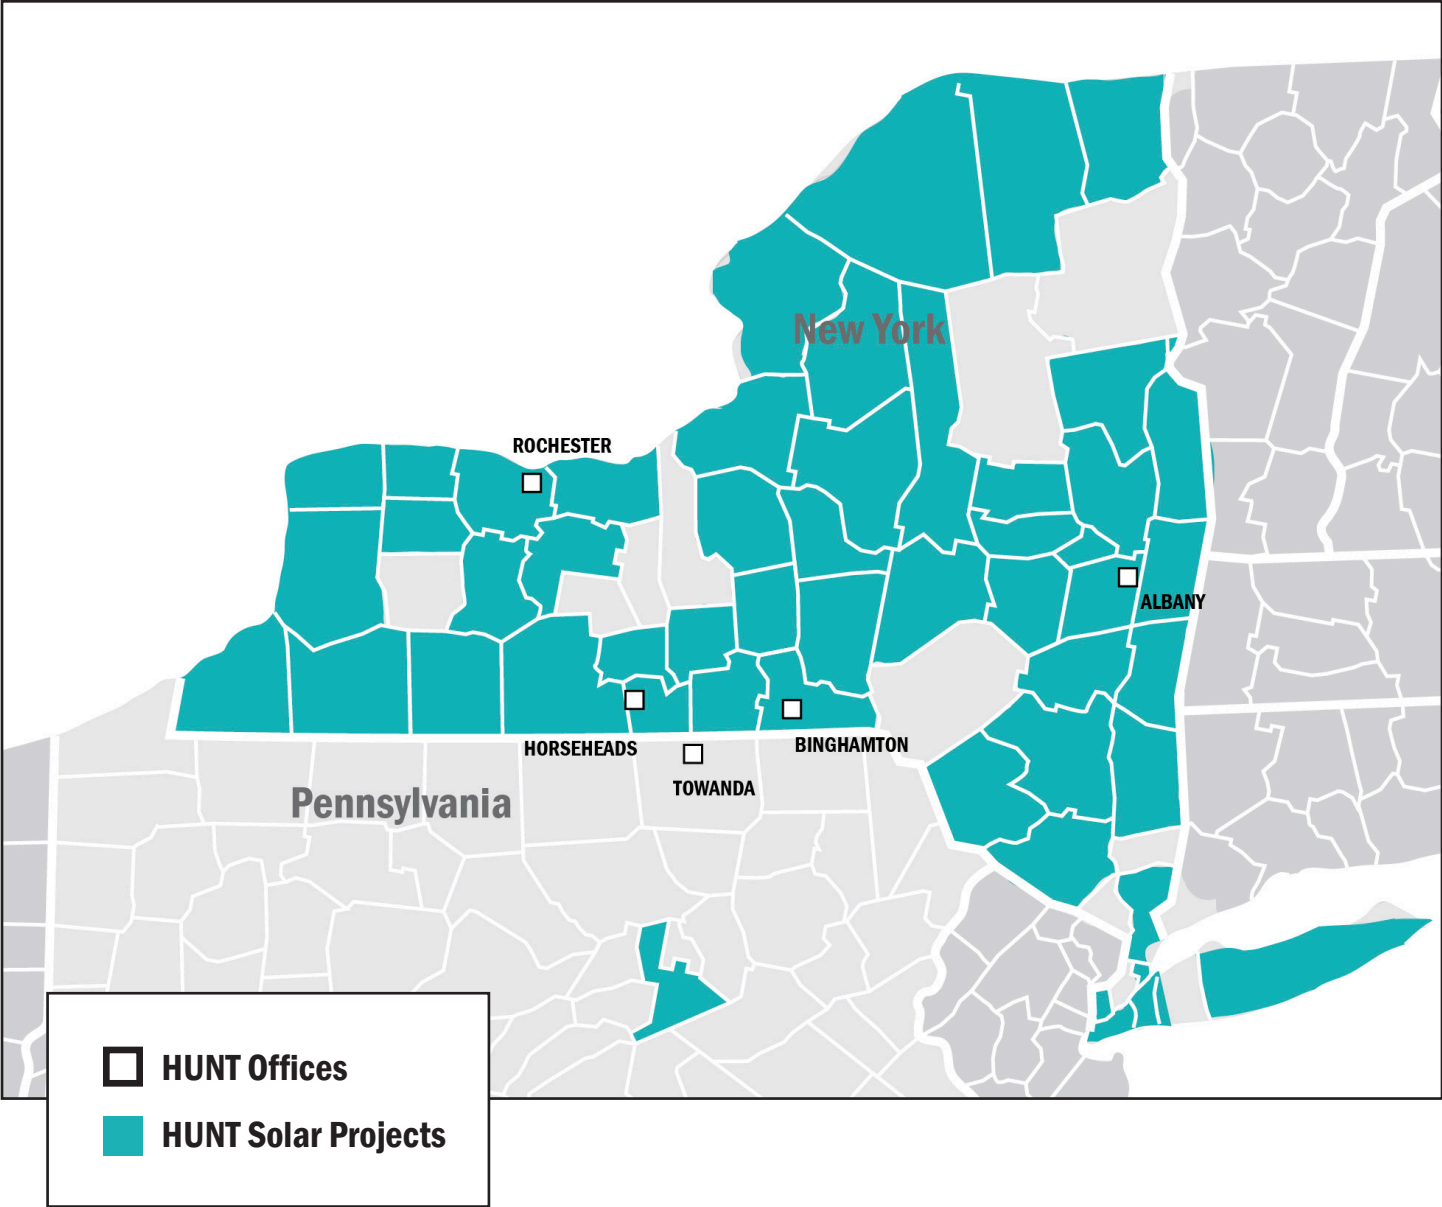 New York
ROCHESTER
ALBANY
HORSEHEADS
BINGHAMTON
TOWANDA
Pennsylvania
HUNT Offices
HUNT Solar Projects